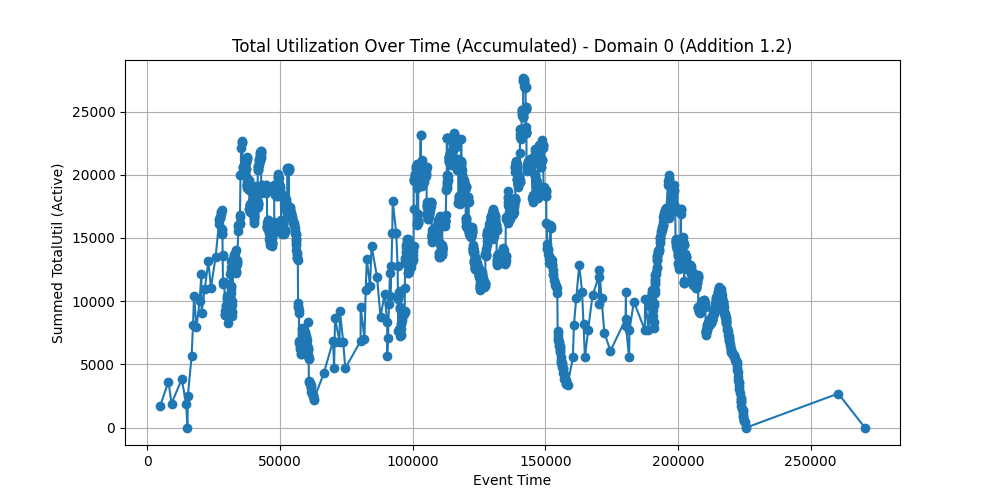 Total Utilization Over Time (Accumulated) - Domain 0 (Addition 1.2)
Summed TotalUtil (Active)
25000
20000
15000
10000
5000
0
0 50000 100000 150000 200000 250000
Event Time